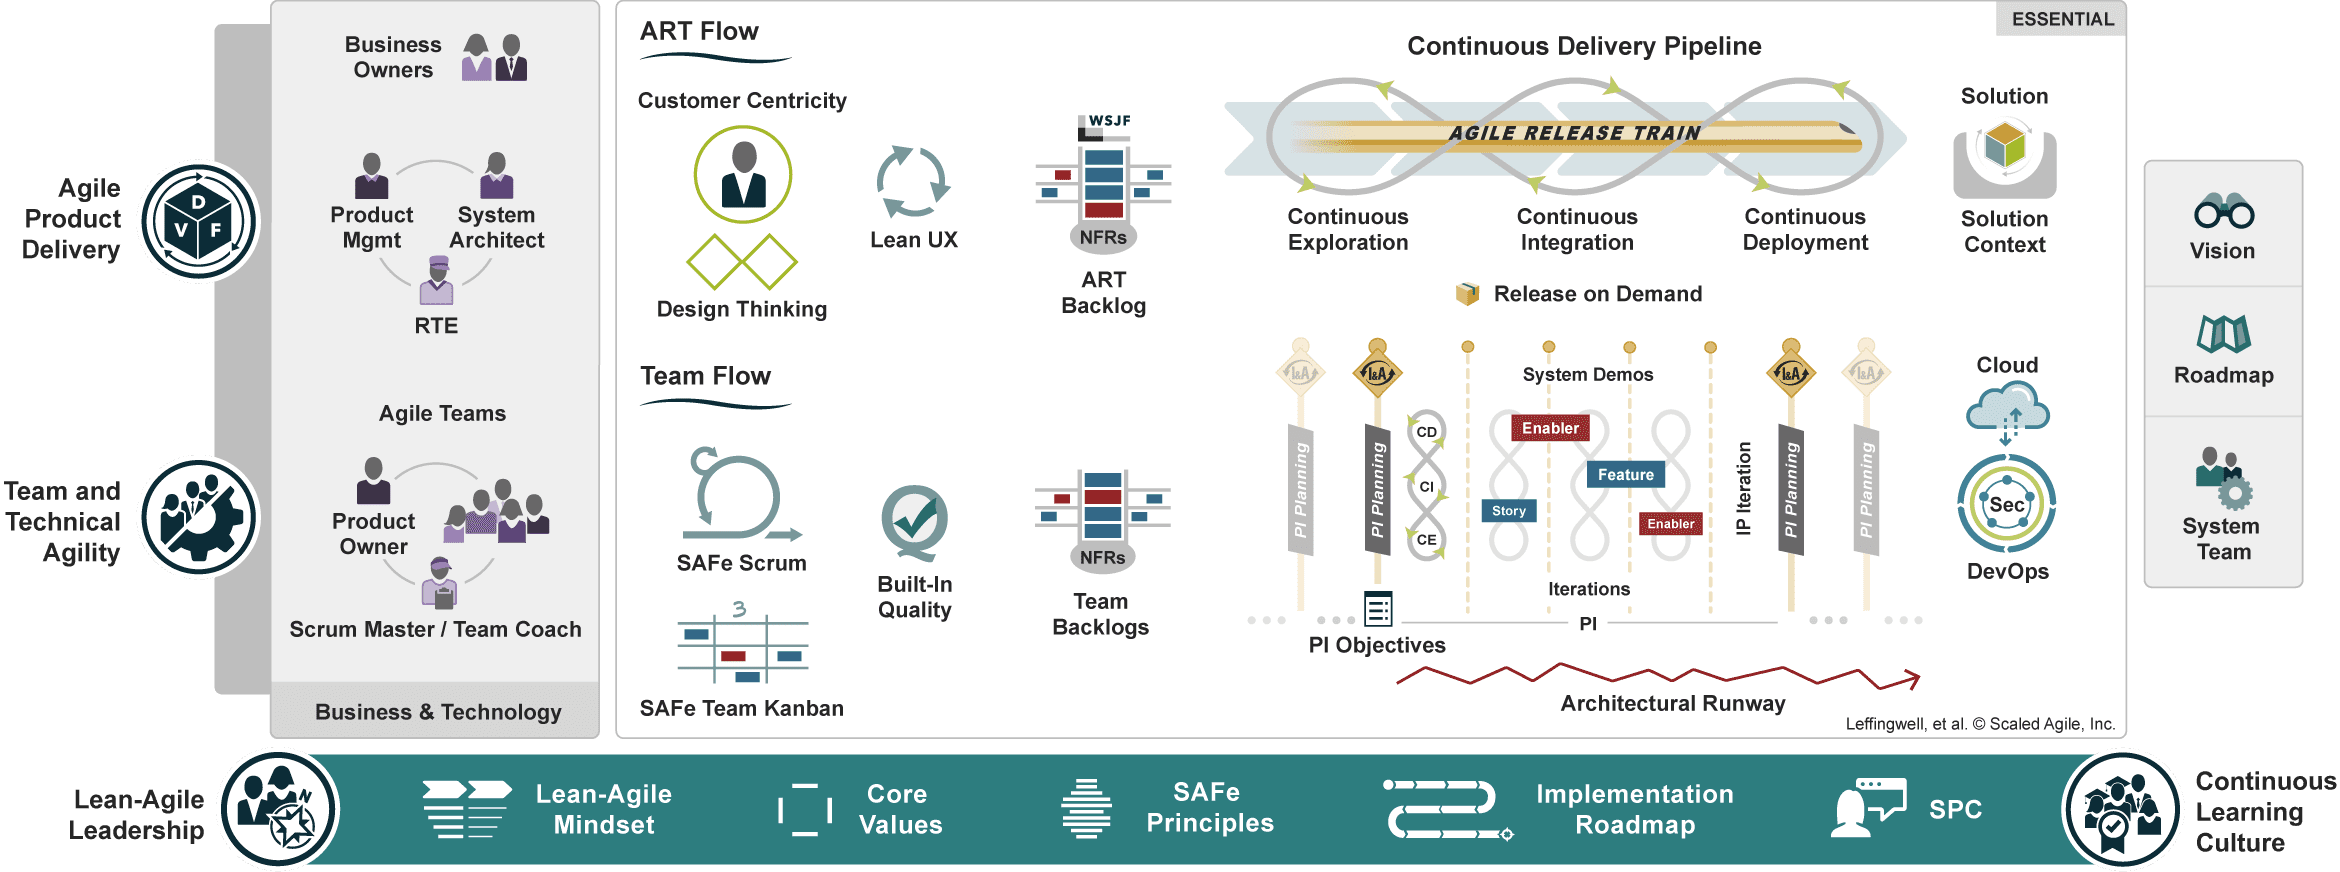 ESSENTIAL
Agile
Product
Delivery
D
V F
Team and
Technical
Agility
Business
Owners
Product
Mgmt
System
Architect
RTE
Agile Teams
Product
Owner
Scrum Master / Team Coach
Business & Technology
ART Flow
Customer Centricity
Design Thinking
Lean UX
WSJF
NFRs
ART
Backlog
Team Flow
SAFe Scrum
3
SAFe Team Kanban
Built-In
Quality
NFRs
Team
Backlogs
Continuous Delivery Pipeline
AGILE RELEASE TRAIN
Continuous
Exploration
Continuous
Integration
Continuous
Deployment
Release on Demand
Solution
Solution
Context
I&A
I&A
I&A
I&A
System Demos
PI Planning
PI Planning
CD
CI
CE
Enabler
Feature
Story
Enabler
IP Iteration
PI Planning
PI Planning
Iterations
PI
PI Objectives
Architectural Runway
Cloud
Sec
DevOps
Leffingwell, et al. © Scaled Agile, Inc.
Vision
Roadmap
System
Team
Lean-Agile
Leadership
N
Lean-Agile
Mindset
Core
Values
SAFe
Principles
Implementation
Roadmap
SPC
Continuous
Learning
Culture